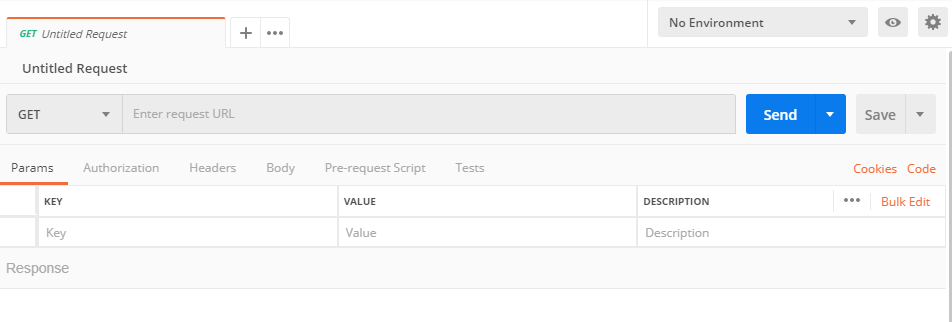 GET Untitled Request
No Environment
Untitled Request
GET Enter request URL Send Save
Params Authorization Headers Body Pre-request Script Tests Cookies Code
KEY VALUE DESCRIPTION Bulk Edit
Key Value Description
Response